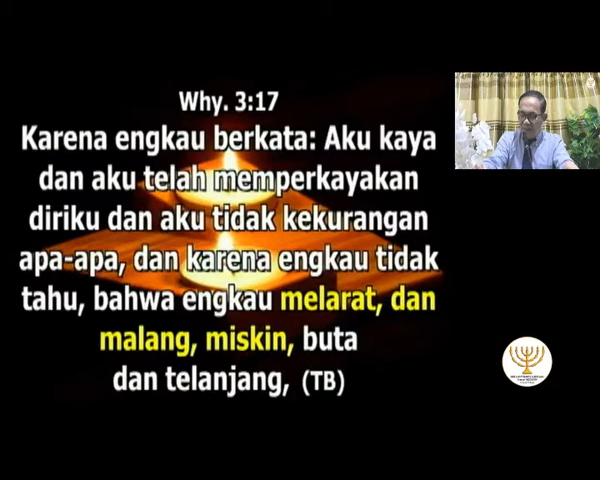 Why. 3:17
Karena engkau berkata: Aku kaya
dan aku telah memperkayakan
diriku dan aku tidak kekurangan
apa-apa, dan karena engkau tidak
tahu, bahwa engkau melarat, dan
malang, miskin, buta
dan telanjang, (TB)